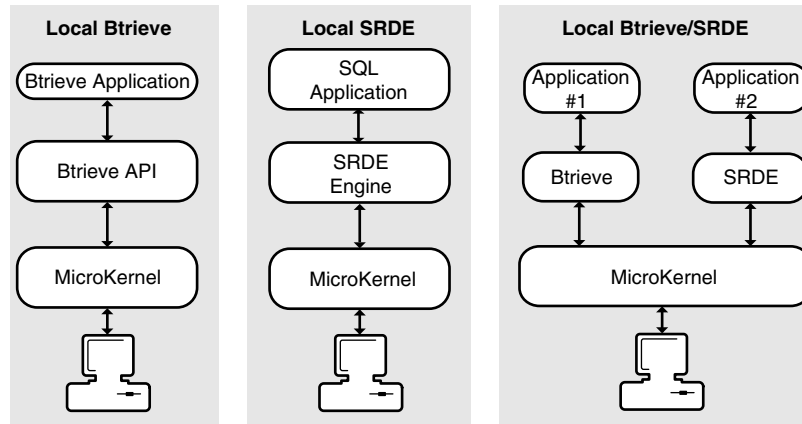 Local Btrieve
Btrieve Application
Btrieve API
MicroKernel
Local SRDE
SQL
Application
SRDE
Engine
MicroKernel
Local Btrieve/SRDE
Application
#1
Application
#2
Btrieve
SRDE
MicroKernel